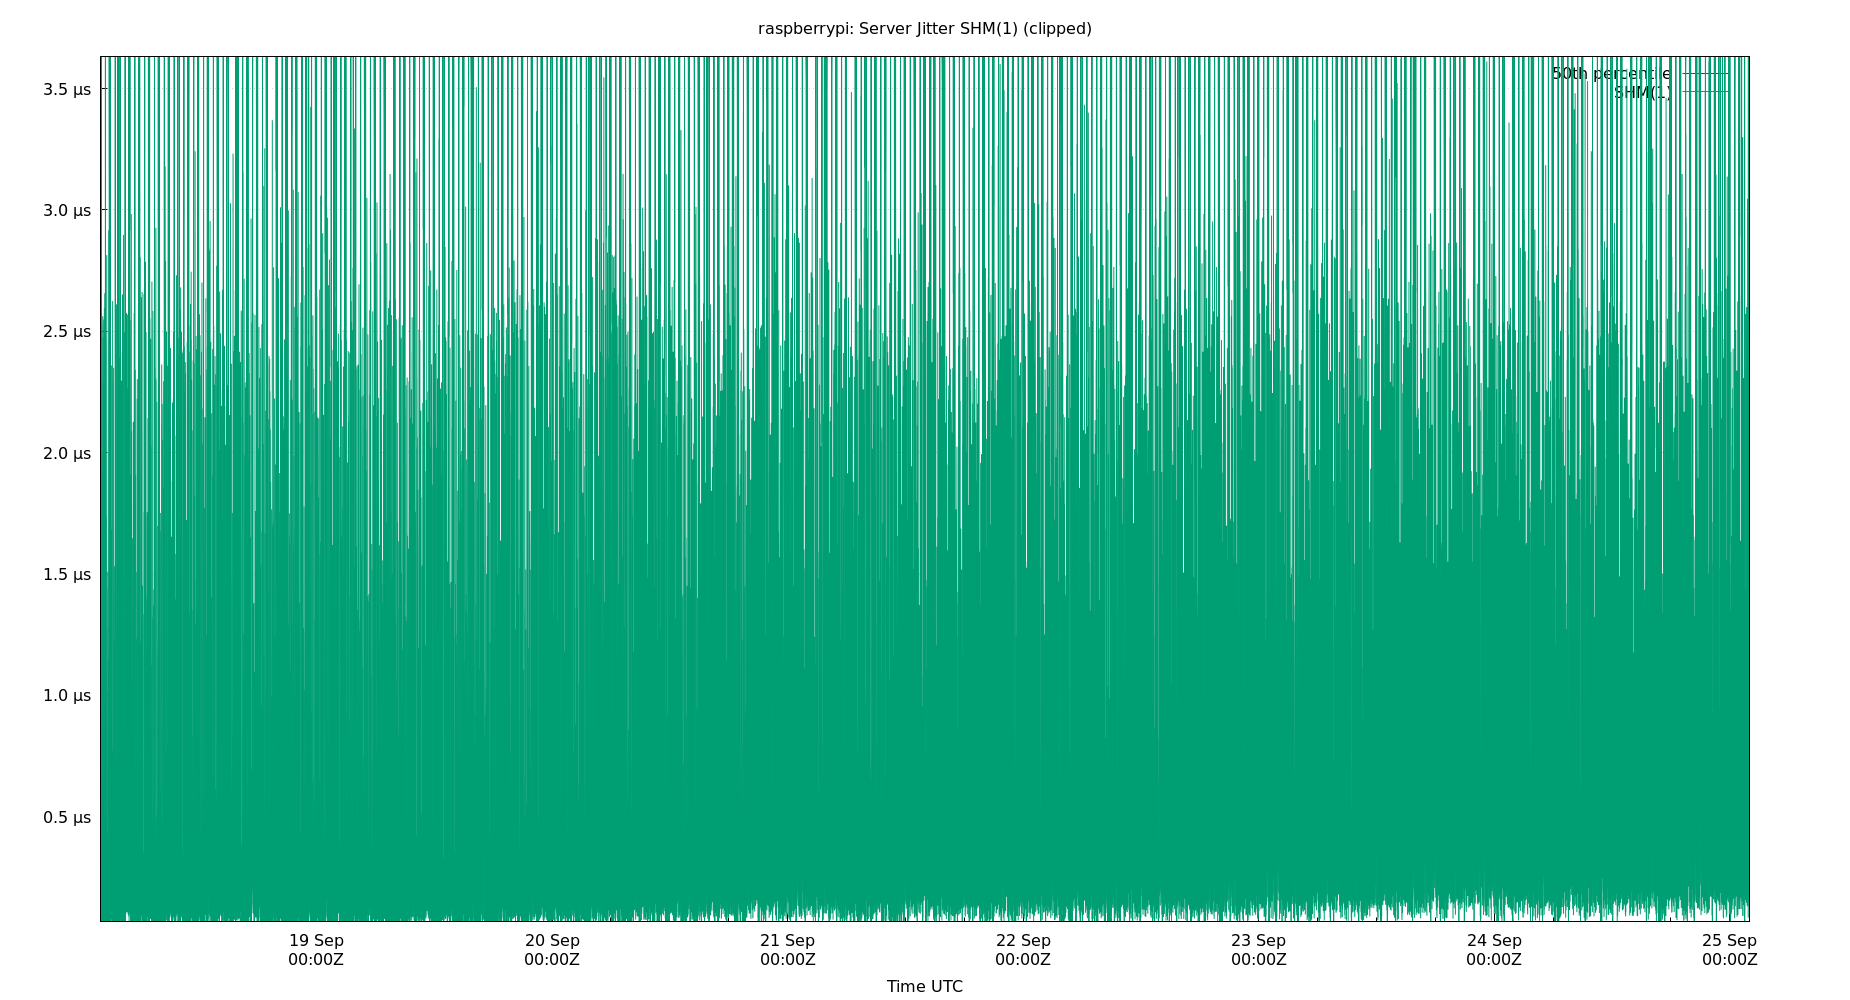 raspberrypi: Server Jitter SHM(1) (clipped)
50th percentile
SHM(1)
3.5 µs
3.0 µs
2.5 µs
2.0 µs
1.5 µs
1.0 µs
0.5 µs
19 Sep 20 Sep 21 Sep 22 Sep 23 Sep 24 Sep 25 Sep
00:00Z 00:00Z 00:00Z 00:00Z 00:00Z 00:00Z 00:00Z
Time UTC